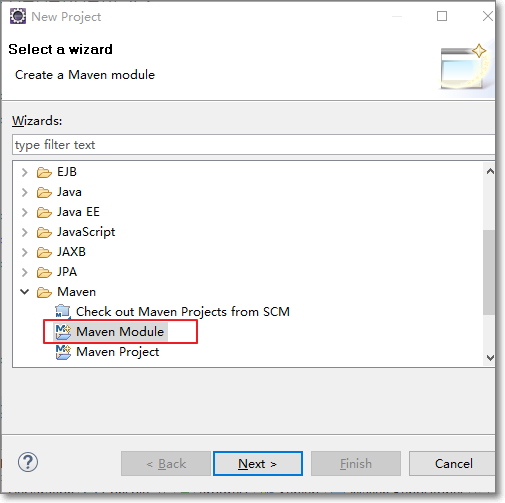 New Project
Select a wizard
Create a Maven module
Wizards:
type filter text
EJB
Java
Java EE
JavaScript
JAXB
JPA
Maven
Check out Maven Projects from SCM
Maven Module
Maven Project
< Back Next > Finish Cancel